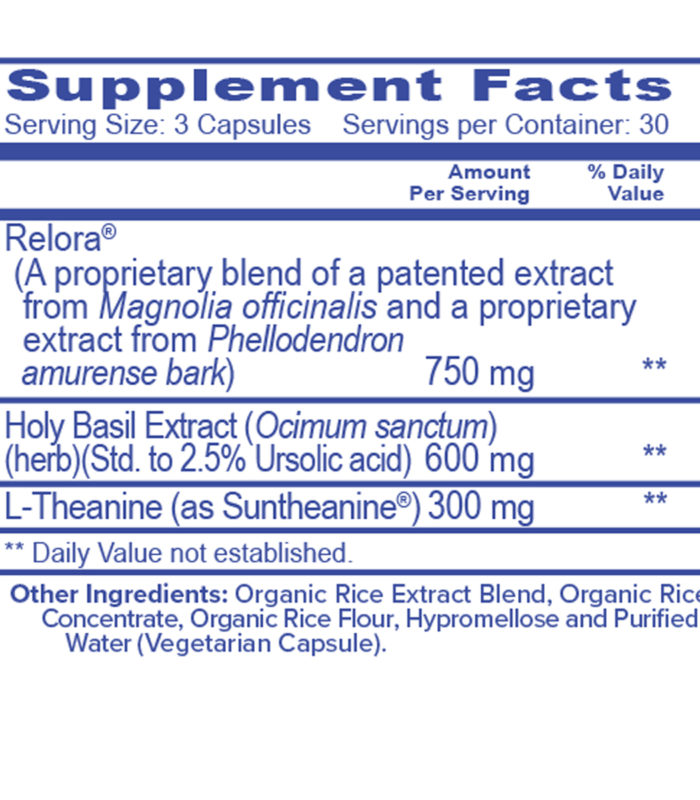 Supplement Facts
Serving Size: 3 Capsules Servings per Container: 30
Amount % Daily
Per Serving Value
Relora®
(A proprietary blend of a patented extract
from Magnolia officinalis and a proprietary
extract from Phellodendron
amurense bark) 750 mg **
Holy Basil Extract (Ocimum sanctum)
(herb)(Std. to 2.5% Ursolic acid) 600 mg **
L-Theanine (as Suntheanine®) 300 mg **
** Daily Value not established.
Other Ingredients: Organic Rice Extract Blend, Organic Rice
Concentrate, Organic Rice Flour, Hypromellose and Purified
Water (Vegetarian Capsule).